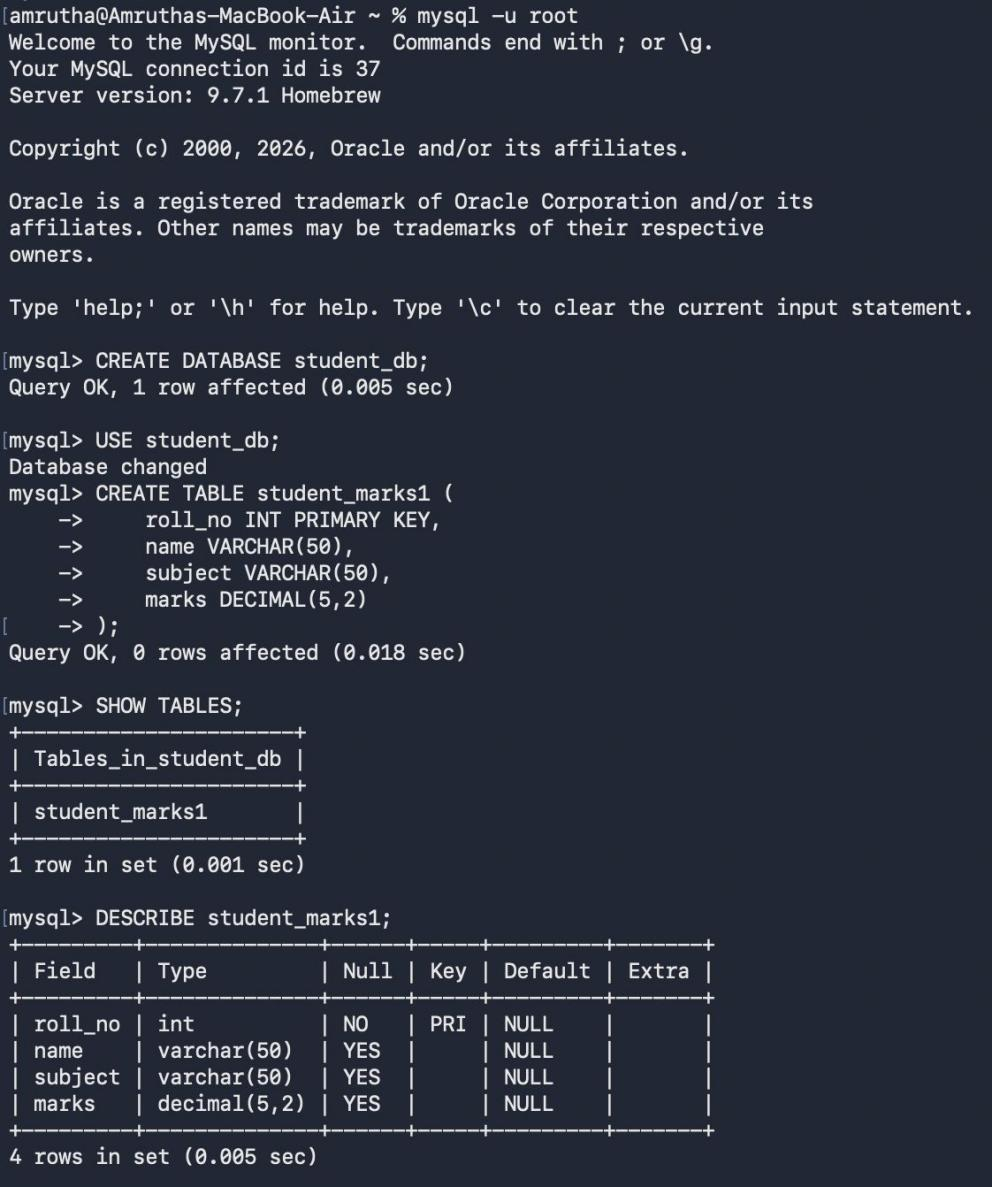 [amrutha@Amruthas-MacBook-Air ~ % mysql -u root
Welcome to the MySQL monitor.  Commands end with ; or \g.
Your MySQL connection id is 37
Server version: 9.7.1 Homebrew

Copyright (c) 2000, 2026, Oracle and/or its affiliates.

Oracle is a registered trademark of Oracle Corporation and/or its
affiliates. Other names may be trademarks of their respective
owners.

Type 'help;' or '\h' for help. Type '\c' to clear the current input statement.

[mysql> CREATE DATABASE student_db;
Query OK, 1 row affected (0.005 sec)

[mysql> USE student_db;
Database changed
mysql> CREATE TABLE student_marks1 (
    ->     roll_no INT PRIMARY KEY,
    ->     name VARCHAR(50),
    ->     subject VARCHAR(50),
    ->     marks DECIMAL(5,2)
[    -> );
Query OK, 0 rows affected (0.018 sec)

[mysql> SHOW TABLES;
+----------------------+
| Tables_in_student_db |
+----------------------+
| student_marks1       |
+----------------------+
1 row in set (0.001 sec)

[mysql> DESCRIBE student_marks1;
+---------+--------------+------+-----+---------+-------+
| Field   | Type         | Null | Key | Default | Extra |
+---------+--------------+------+-----+---------+-------+
| roll_no | int          | NO   | PRI | NULL    |       |
| name    | varchar(50)  | YES  |     | NULL    |       |
| subject | varchar(50)  | YES  |     | NULL    |       |
| marks   | decimal(5,2) | YES  |     | NULL    |       |
+---------+--------------+------+-----+---------+-------+
4 rows in set (0.005 sec)